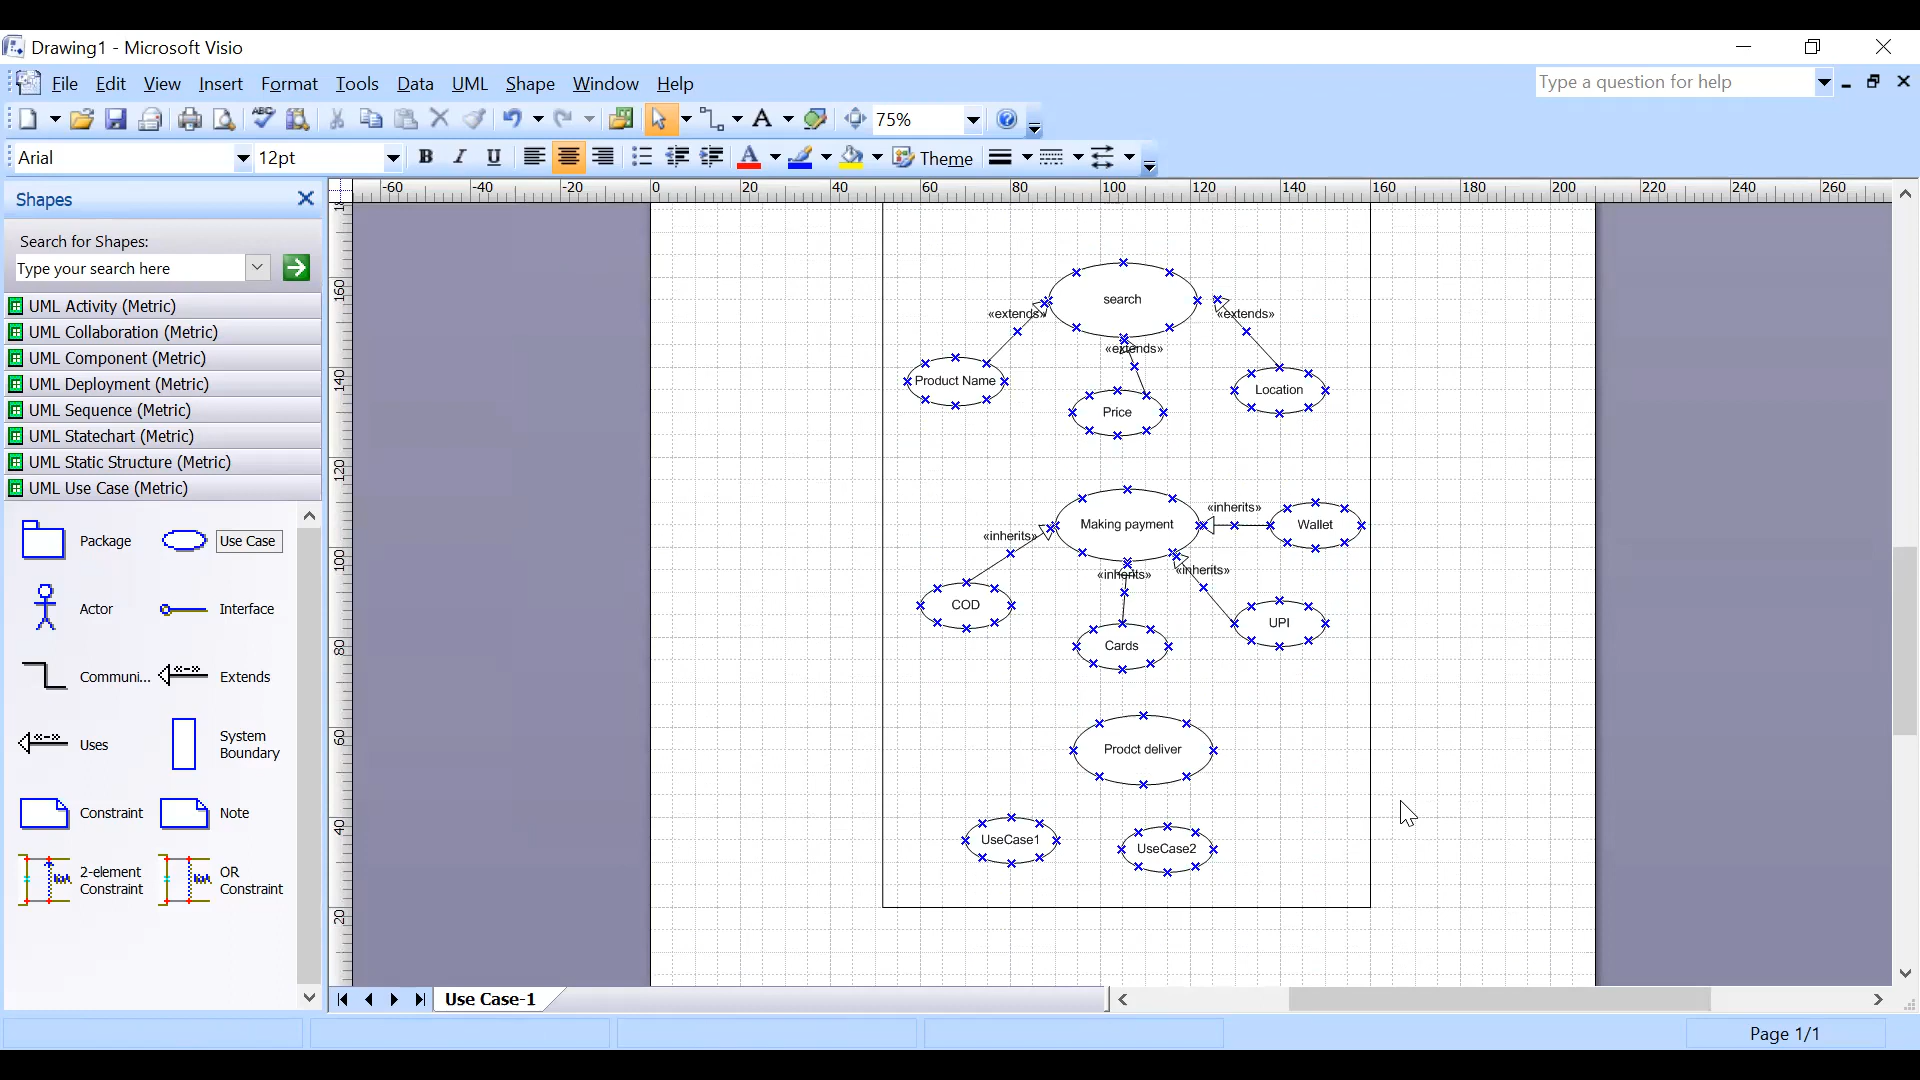 Drawing1 - Microsoft Visio
File Edit View Insert Format Tools Data UML Shape Window Help
Type a question for help
75%
Arial 12pt B I U Theme
Shapes
Search for Shapes:
Type your search here
UML Activity (Metric)
UML Collaboration (Metric)
UML Component (Metric)
UML Deployment (Metric)
UML Sequence (Metric)
UML Statechart (Metric)
UML Static Structure (Metric)
UML Use Case (Metric)
Package Use Case
Actor Interface
Communi... Extends
Uses System Boundary
Constraint Note
2-element Constraint OR Constraint
-60 -40 -20 0 20 40 60 80 100 120 140 160 180 200 220 240 260
160
140
120
100
80
60
40
20
search
«extends» «extends»
«extends»
Product Name
Location
Price
«inherits»
Making payment Wallet
«inherits»
«inherits» «inherits»
COD
UPI
Cards
Prodct deliver
UseCase1
UseCase2
Use Case-1
Page 1/1